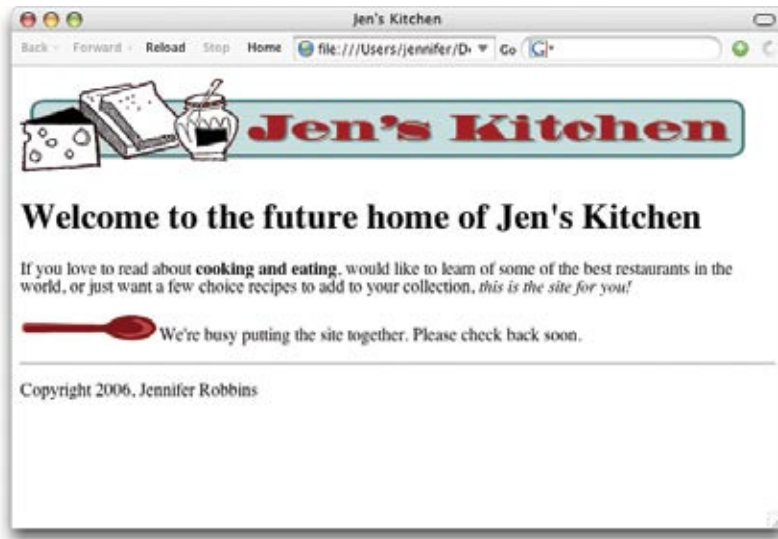 Jen's Kitchen
Back Forward Reload Stop Home file:///Users/jennifer/D Go G
Jen's Kitchen
Welcome to the future home of Jen's Kitchen
If you love to read about cooking and eating, would like to learn of some of the best restaurants in the
world, or just want a few choice recipes to add to your collection, this is the site for you!
We're busy putting the site together. Please check back soon.
Copyright 2006, Jennifer Robbins